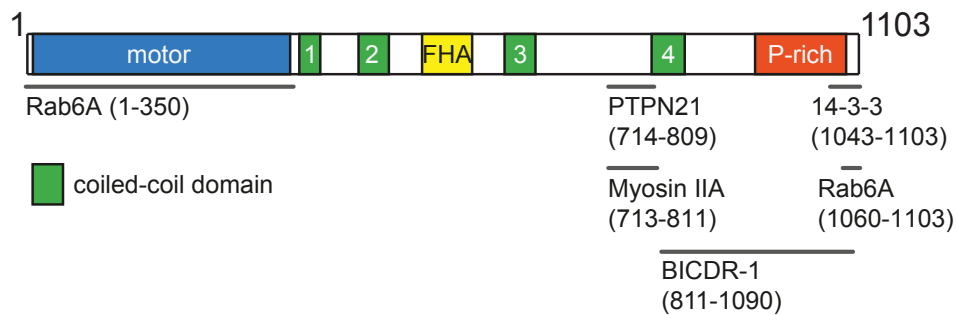 1 1103
motor 1 2 FHA 3 4 P-rich
Rab6A (1-350)
PTPN21
(714-809)
14-3-3
(1043-1103)
coiled-coil domain
Myosin IIA
(713-811)
Rab6A
(1060-1103)
BICDR-1
(811-1090)